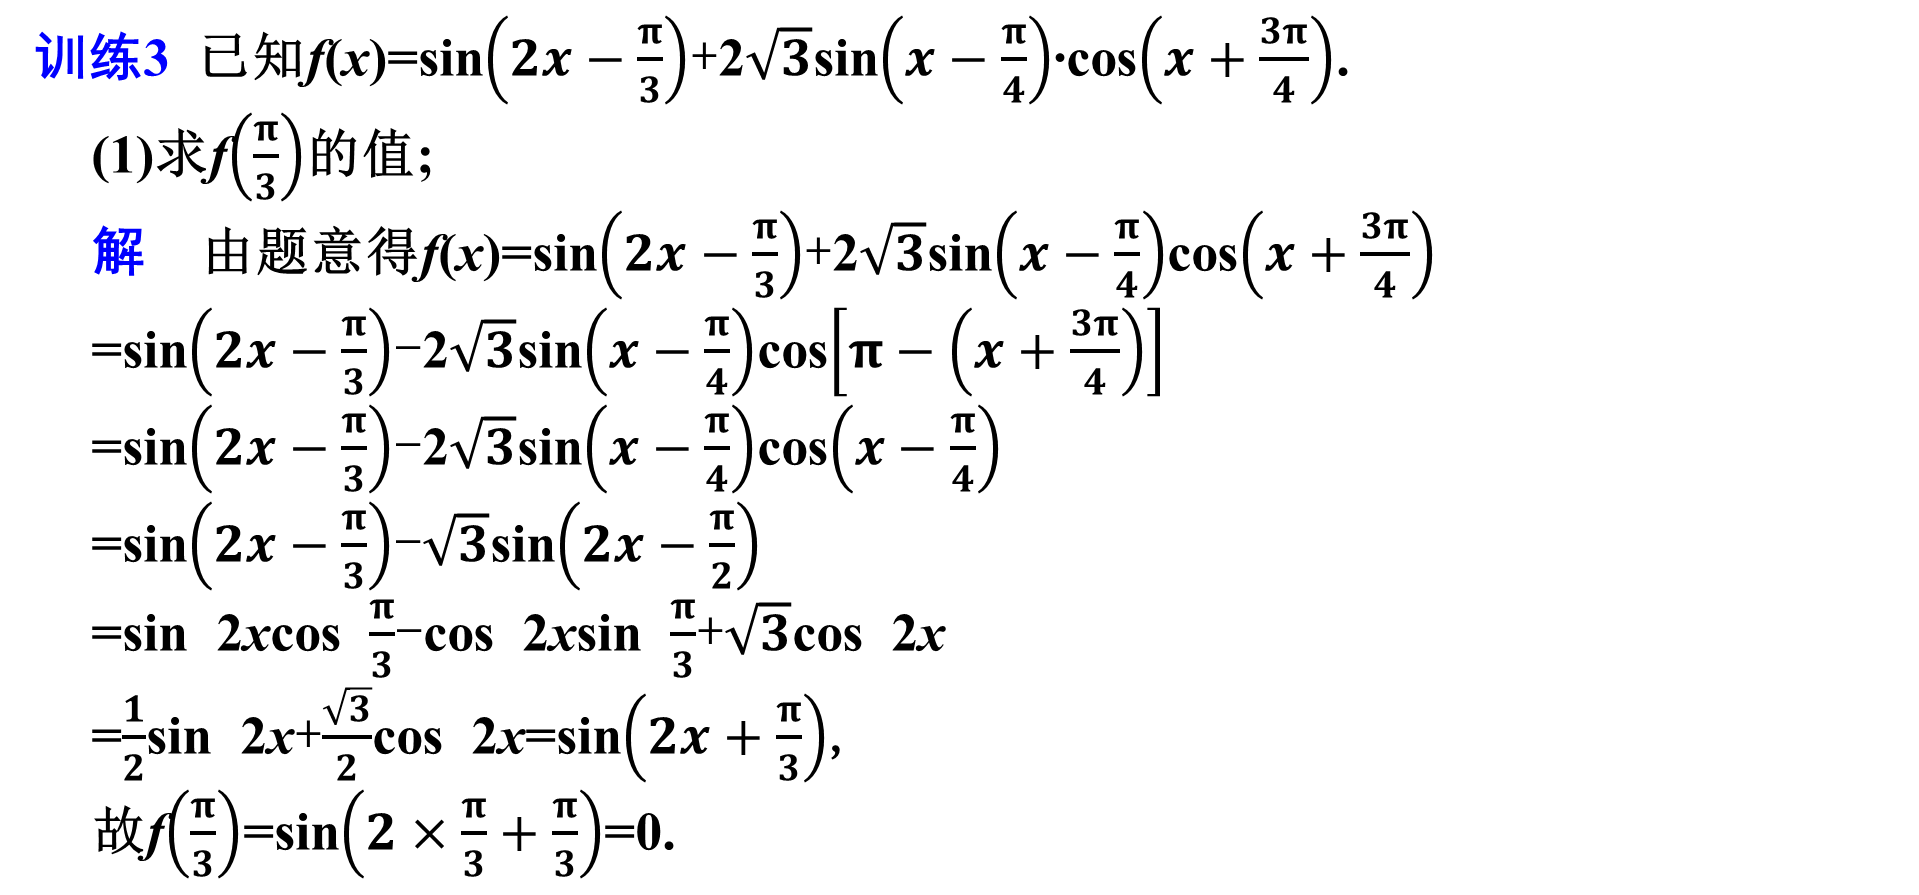 训练3 已知f(x)=sin(2x−π/3)+2√3sin(x−π/4)·cos(x+3π/4).
(1)求f(π/3)的值;
解 由题意得f(x)=sin(2x−π/3)+2√3sin(x−π/4)cos(x+3π/4)
=sin(2x−π/3)−2√3sin(x−π/4)cos[π−(x+3π/4)]
=sin(2x−π/3)−2√3sin(x−π/4)cos(x−π/4)
=sin(2x−π/3)−√3sin(2x−π/2)
=sin 2xcos π/3−cos 2xsin π/3+√3cos 2x
=1/2sin 2x+√3/2cos 2x=sin(2x+π/3),
故f(π/3)=sin(2×π/3+π/3)=0.